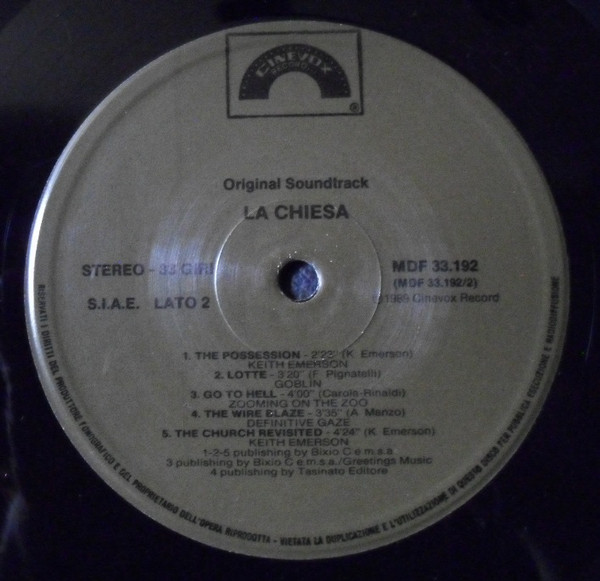 CINEVOX
RECORD
®
Original Soundtrack
LA CHIESA
STEREO - 33 GIRI
MDF 33.192
(MDF 33.192/2)
S.I.A.E. LATO 2
℗1989 Cinevox Record
1. THE POSSESSION - 2'23" (K. Emerson)
KEITH EMERSON
2. LOTTE - 3'20" (F. Pignatelli)
GOBLIN
3. GO TO HELL - 4'00" (Carola-Rinaldi)
ZOOMING ON THE ZOO
4. THE WIRE BLAZE - 3'35" (A. Manzo)
DEFINITIVE GAZE
5. THE CHURCH REVISITED - 4'24" (K. Emerson)
KEITH EMERSON
1-2-5 publishing by Bixio C e m.s.a.
3 publishing by Bixio C e m.s.a./Greetings Music
4 publishing by Tasinato Editore
RISERVATI I DIRITTI DEL PRODUTTORE FONOGRAFICO E DEL PROPRIETARIO DELL'OPERA RIPRODOTTA - VIETATA LA DUPLICAZIONE E L'UTILIZZAZIONE DI QUESTO DISCO PER PUBBLICA ESECUZIONE E RADIODIFFUSIONE